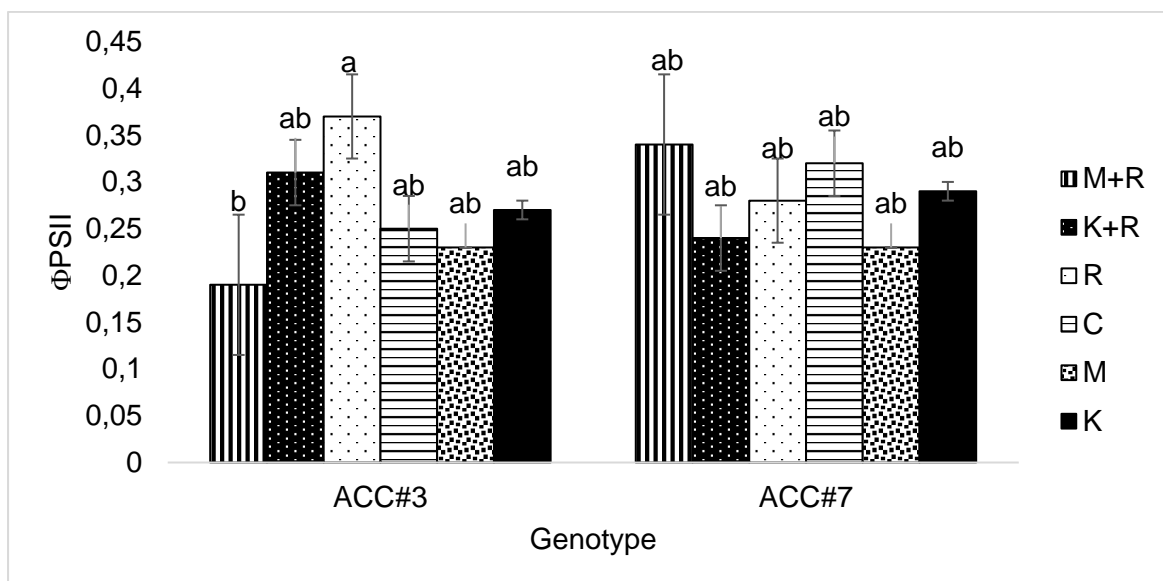 0,45
0,4
0,35
0,3
0,25
0,2
0,15
0,1
0,05
0
ΦPSII
b
ab
a
ab
ab
ab
ab
ab
ab
ab
ab
ab
ACC#3
ACC#7
Genotype
M+R
K+R
R
C
M
K